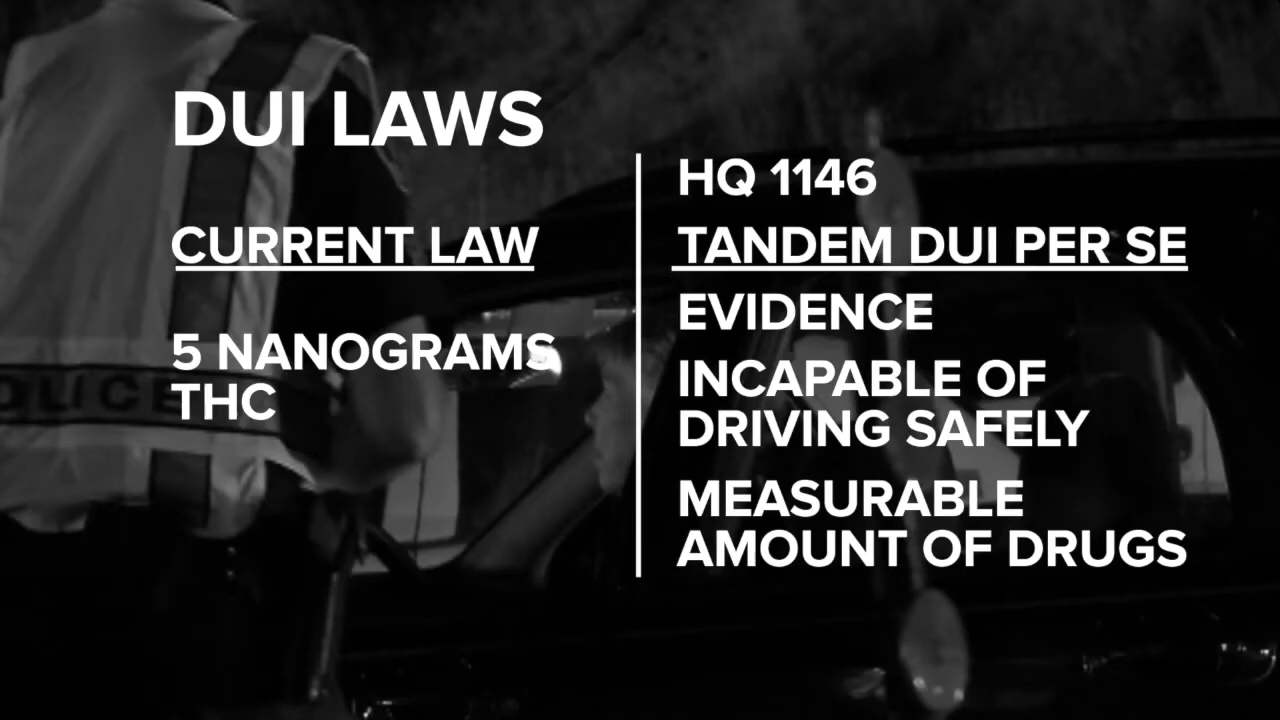 DUI LAWS
CURRENT LAW
5 NANOGRAMS
THC
HQ 1146
TANDEM DUI PER SE
EVIDENCE
INCAPABLE OF
DRIVING SAFELY
MEASURABLE
AMOUNT OF DRUGS
OLICE